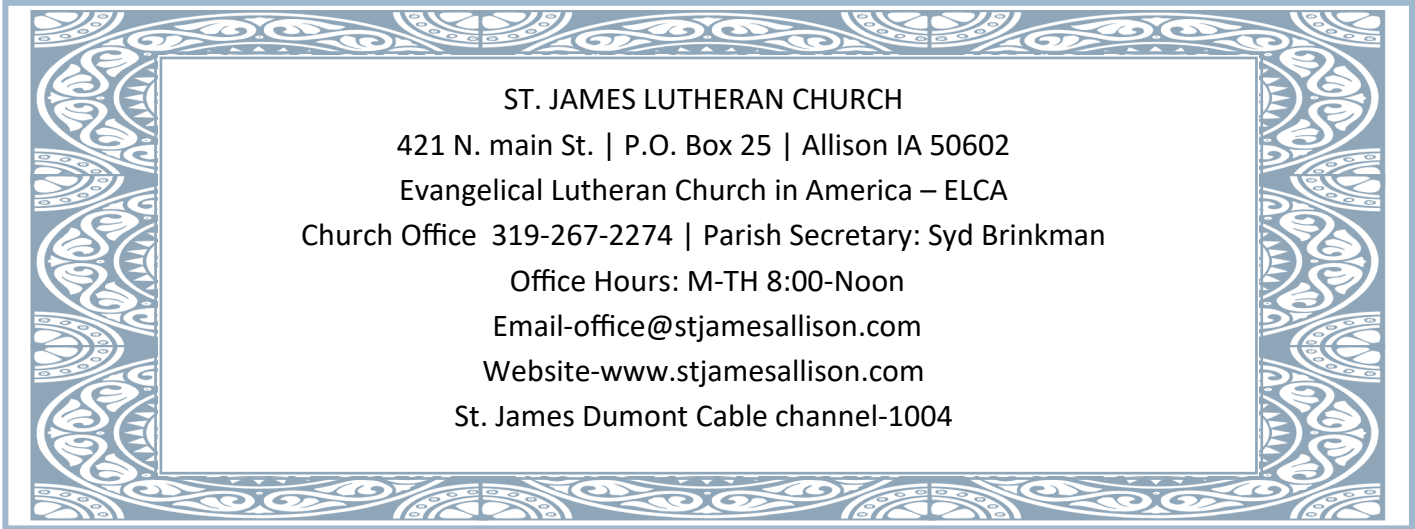 ST. JAMES LUTHERAN CHURCH
421 N. main St. | P.O. Box 25 | Allison IA 50602
Evangelical Lutheran Church in America – ELCA
Church Office  319-267-2274 | Parish Secretary: Syd Brinkman
Office Hours: M-TH 8:00-Noon
Email-office@stjamesallison.com
Website-www.stjamesallison.com
St. James Dumont Cable channel-1004